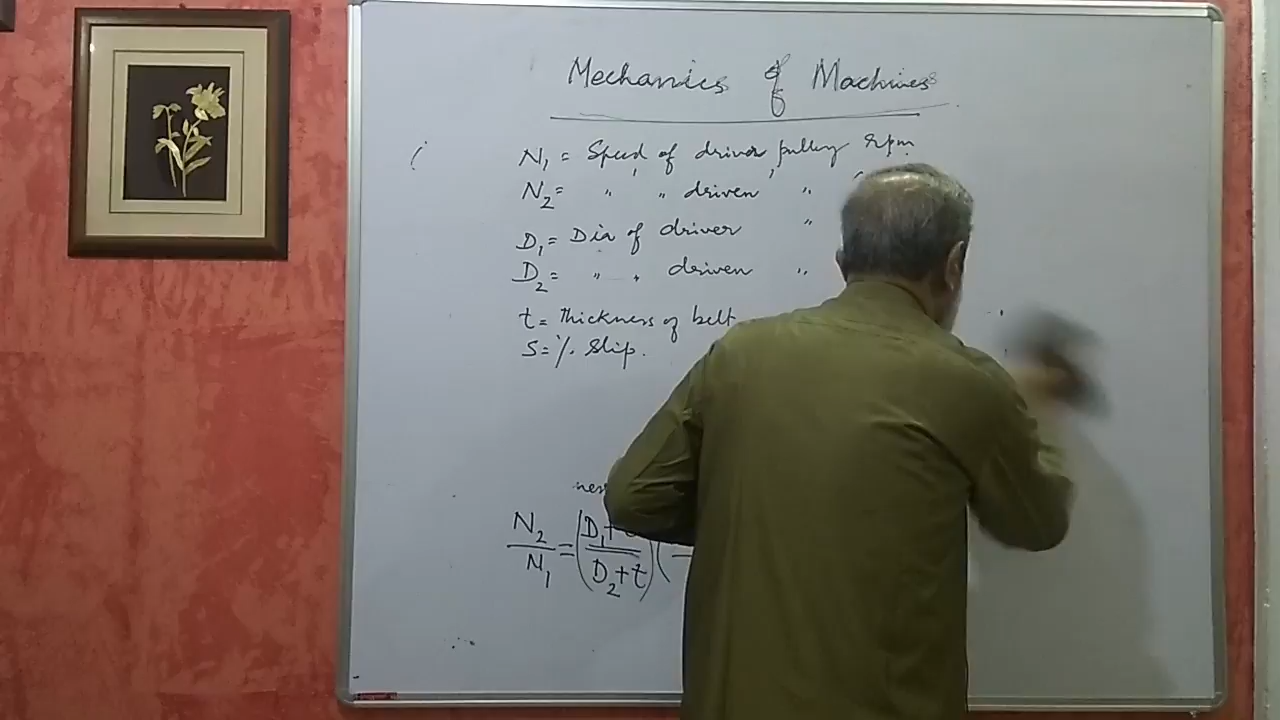 Mechanics of Machines
N₁ = Speed of driver pulley rpm
N₂ = " " driven "
D₁ = Dia of driver "
D₂ = " " driven "
t = thickness of belt
S = % Slip.
N₂/N₁ = (D₁+t/D₂+t) (